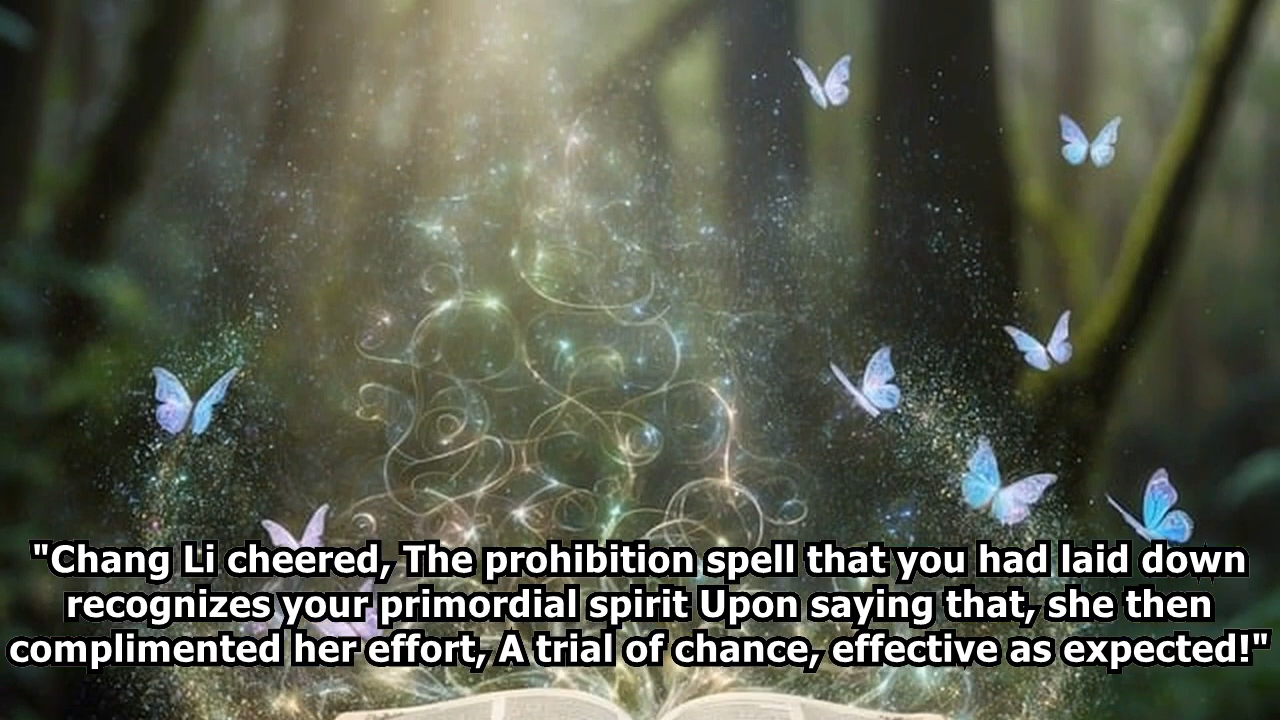 "Chang Li cheered, The prohibition spell that you had laid down
recognizes your primordial spirit Upon saying that, she then
complimented her effort, A trial of chance, effective as expected!"